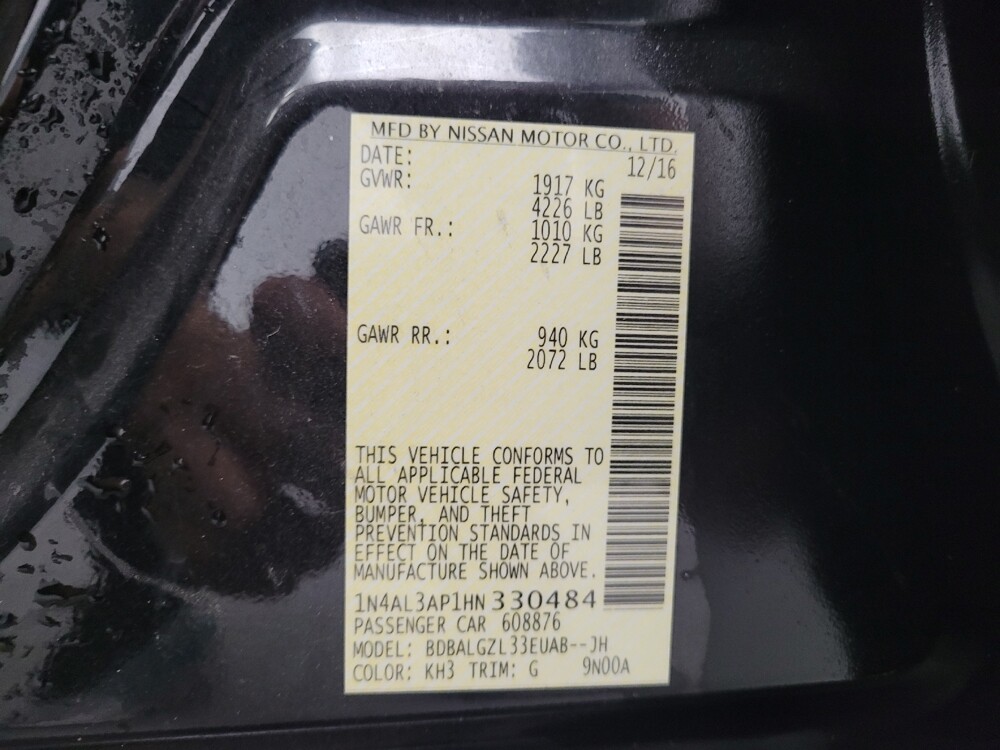 MFD BY NISSAN MOTOR CO., LTD.
DATE: 12/16
GVWR: 1917 KG
4226 LB
GAWR FR.: 1010 KG
2227 LB
GAWR RR.: 940 KG
2072 LB
THIS VEHICLE CONFORMS TO
ALL APPLICABLE FEDERAL
MOTOR VEHICLE SAFETY,
BUMPER, AND THEFT
PREVENTION STANDARDS IN
EFFECT ON THE DATE OF
MANUFACTURE SHOWN ABOVE.
1N4AL3AP1HN 330484
PASSENGER CAR 608876
MODEL: BDBALGZL33EUAB--JH
COLOR: KH3 TRIM: G 9N00A